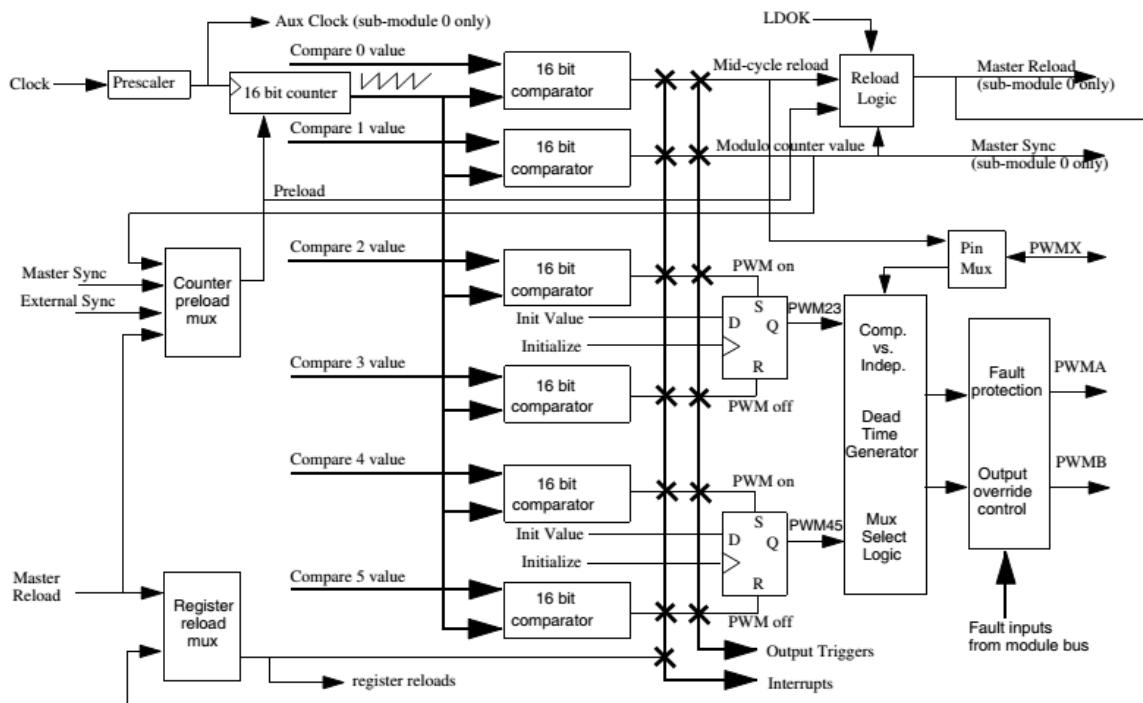 LDOK
Aux Clock (sub-module 0 only)
Compare 0 value
Clock
Prescaler
16 bit counter
16 bit
comparator
Mid-cycle reload
Reload
Logic
Master Reload
(sub-module 0 only)
Compare 1 value
16 bit
comparator
Modulo counter value
Master Sync
(sub-module 0 only)
Preload
Compare 2 value
16 bit
comparator
PWM on
Pin
Mux
PWMX
Master Sync
External Sync
Counter
preload
mux
Init Value
Initialize
S
D
Q
R
PWM23
Compare 3 value
16 bit
comparator
PWM off
Comp.
vs.
Indep.
Dead
Time
Generator
Mux
Select
Logic
Fault
protection
Output
override
control
PWMA
PWMB
Compare 4 value
16 bit
comparator
PWM on
Init Value
Initialize
S
D
Q
R
PWM45
Master
Reload
Register
reload
mux
Compare 5 value
16 bit
comparator
PWM off
Fault inputs
from module bus
Output Triggers
Interrupts
register reloads